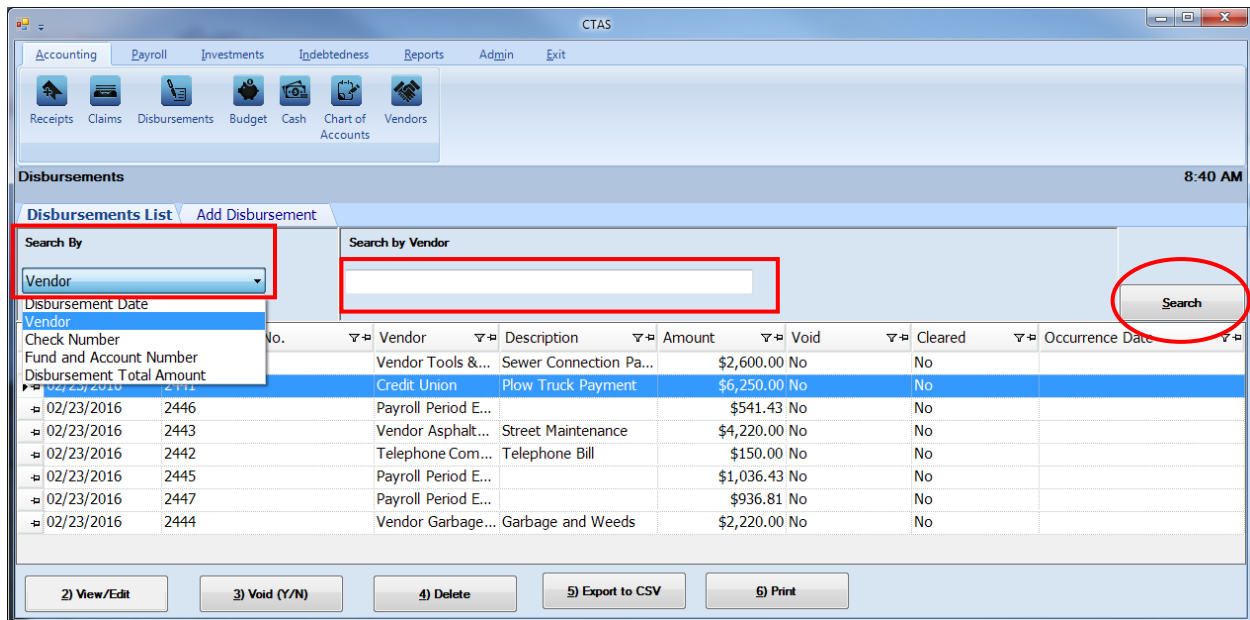 CTAS
Accounting Payroll Investments Indebtedness Reports Admin Exit
Receipts Claims Disbursements Budget Cash Chart of Accounts Vendors
Disbursements 8:40 AM
Disbursements List Add Disbursement
Search By Search by Vendor
Vendor
Search
Disbursement Date
Vendor
Check Number
Fund and Account Number
Disbursement Total Amount
No. Vendor Description Amount Void Cleared Occurrence Date
Vendor Tools &... Sewer Connection Pa... $2,600.00 No No
02/23/2016 2441 Credit Union Plow Truck Payment $6,250.00 No No
02/23/2016 2446 Payroll Period E... $541.43 No No
02/23/2016 2443 Vendor Asphalt... Street Maintenance $4,220.00 No No
02/23/2016 2442 Telephone Com... Telephone Bill $150.00 No No
02/23/2016 2445 Payroll Period E... $1,036.43 No No
02/23/2016 2447 Payroll Period E... $936.81 No No
02/23/2016 2444 Vendor Garbage... Garbage and Weeds $2,220.00 No No
2) View/Edit 3) Void (Y/N) 4) Delete 5) Export to CSV 6) Print